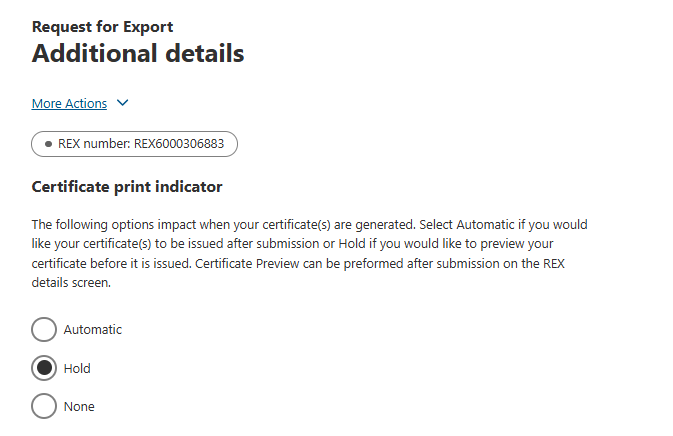 Request for Export
Additional details
More Actions
REX number: REX6000306883
Certificate print indicator
The following options impact when your certificate(s) are generated. Select Automatic if you would
like your certificate(s) to be issued after submission or Hold if you would like to preview your
certificate before it is issued. Certificate Preview can be preformed after submission on the REX
details screen.
Automatic
Hold
None